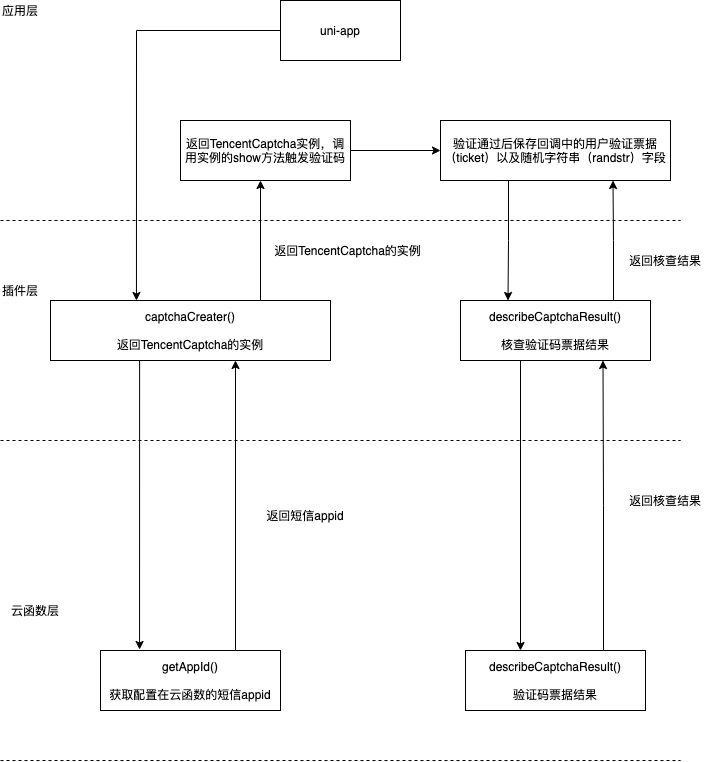 应用层
uni-app
返回TencentCaptcha实例，调
用实例的show方法触发验证码
验证通过后保存回调中的用户验证票据
（ticket）以及随机字符串（randstr）字段
返回TencentCaptcha的实例
返回核查结果
插件层
captchaCreater()
返回TencentCaptcha的实例
describeCaptchaResult()
核查验证码票据结果
返回短信appid
返回核查结果
云函数层
getAppId()
获取配置在云函数的短信appid
describeCaptchaResult()
验证码票据结果